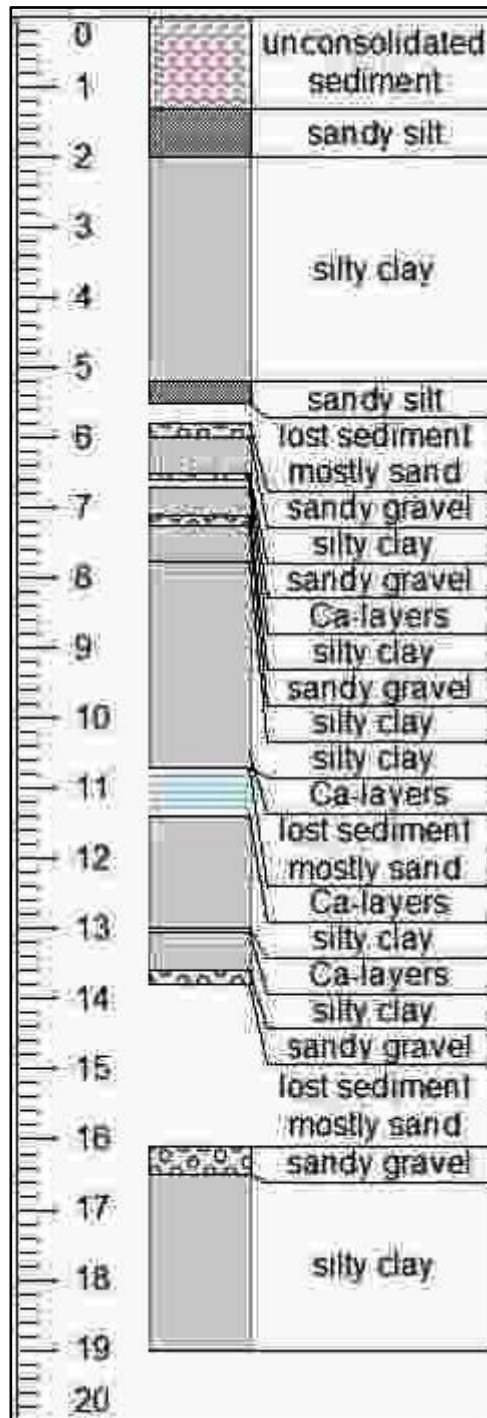 0
1
2
3
4
5
6
7
8
9
10
11
12
13
14
15
16
17
18
19
20
unconsolidated
sediment
sandy silt
silty clay
sandy silt
lost sediment
mostly sand
sandy gravel
silty clay
sandy gravel
Ca-layers
silty clay
sandy gravel
silty clay
silty clay
Ca-layers
lost sediment
mostly sand
Ca-layers
silty clay
Ca-layers
silty clay
sandy gravel
lost sediment
mostly sand
sandy gravel
silty clay